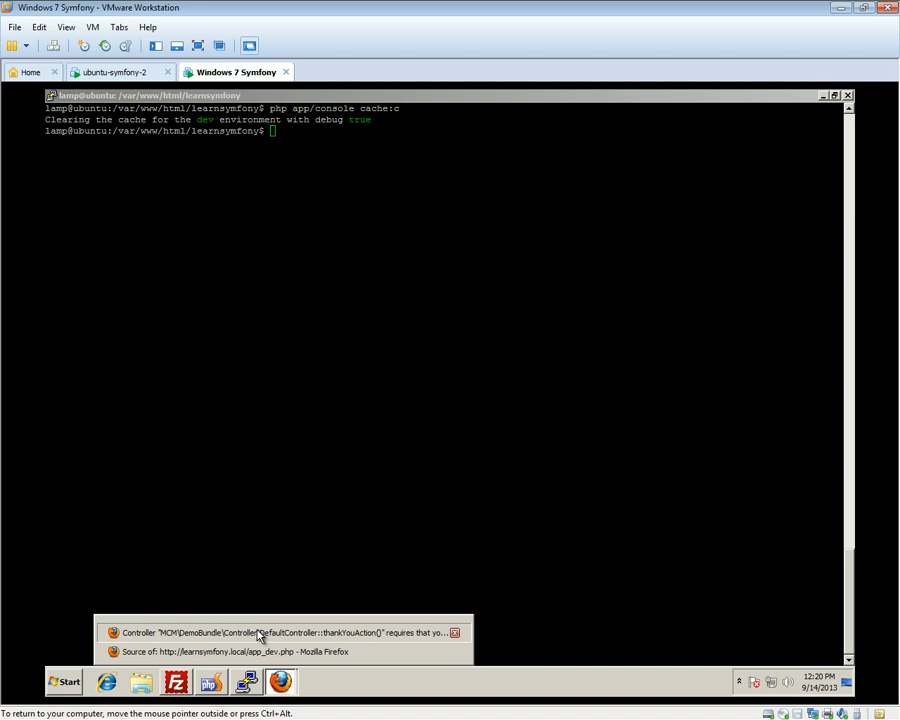 Windows 7 Symfony - VMware Workstation
File Edit View VM Tabs Help
Home ubuntu-symfony-2 Windows 7 Symfony
lamp@ubuntu: /var/www/html/learnsymfony
lamp@ubuntu:/var/www/html/learnsymfony$ php app/console cache:c
Clearing the cache for the dev environment with debug true
lamp@ubuntu:/var/www/html/learnsymfony$
Controller "MCM\DemoBundle\Controller\DefaultController::thankYouAction()" requires that yo...
Source of: http://learnsymfony.local/app_dev.php - Mozilla Firefox
Start
Fz
php
12:20 PM
9/14/2013
To return to your computer, move the mouse pointer outside or press Ctrl+Alt.